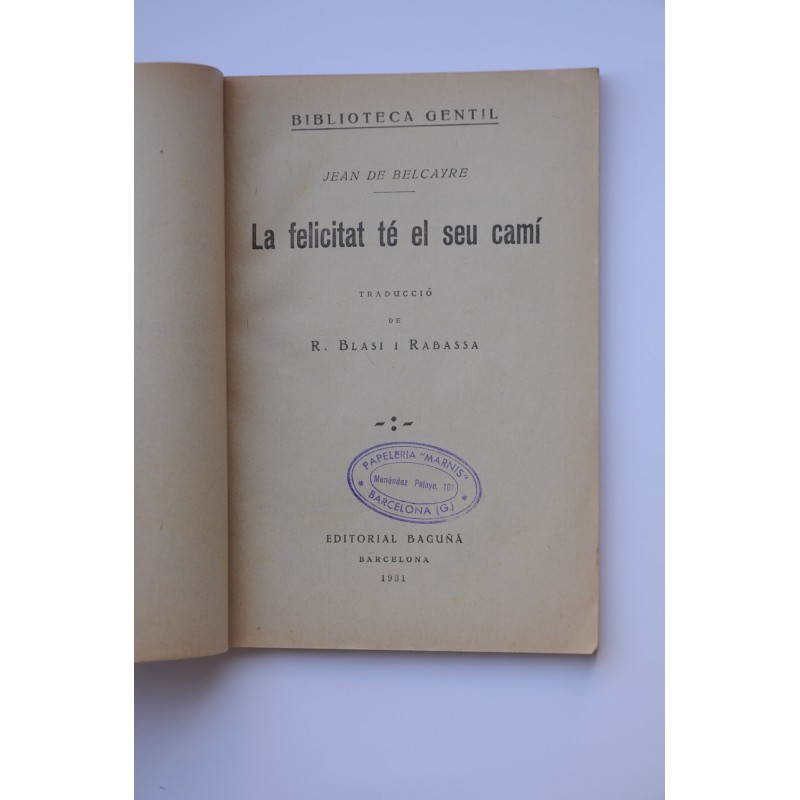 BIBLIOTECA GENTIL
JEAN DE BELCAYRE
La felicitat té el seu camí
TRADUCCIÓ
DE
R. BLASI I RABASSA
PAPELERIA "MARNIS"
Menéndez Pelayo, 101
BARCELONA (G.)
EDITORIAL BAGUÑÁ
BARCELONA
1931